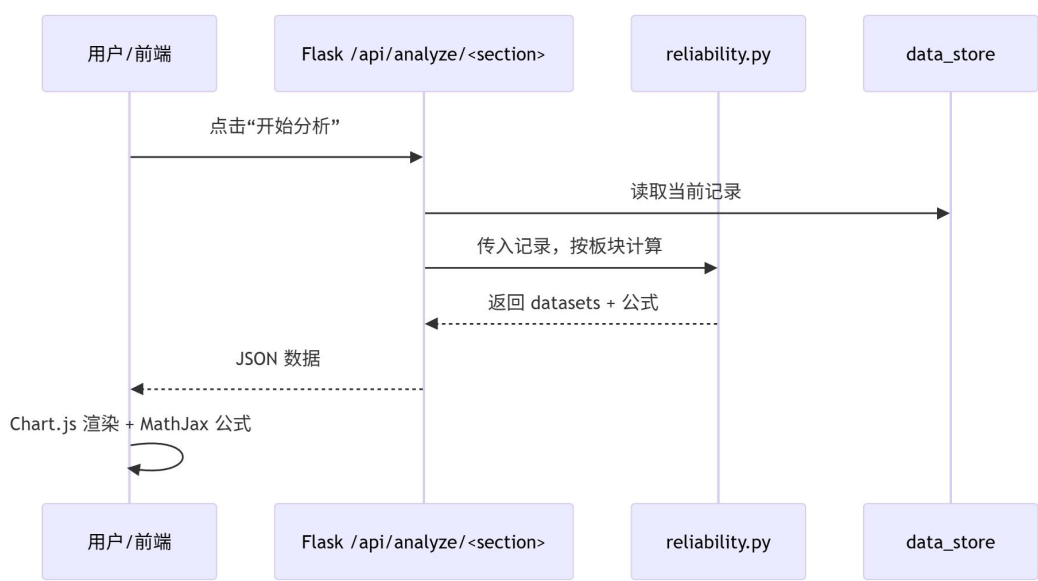 用户/前端
Flask /api/analyze/<section>
reliability.py
data_store
点击“开始分析”
读取当前记录
传入记录，按板块计算
返回 datasets + 公式
JSON 数据
Chart.js 渲染 + MathJax 公式
用户/前端
Flask /api/analyze/<section>
reliability.py
data_store